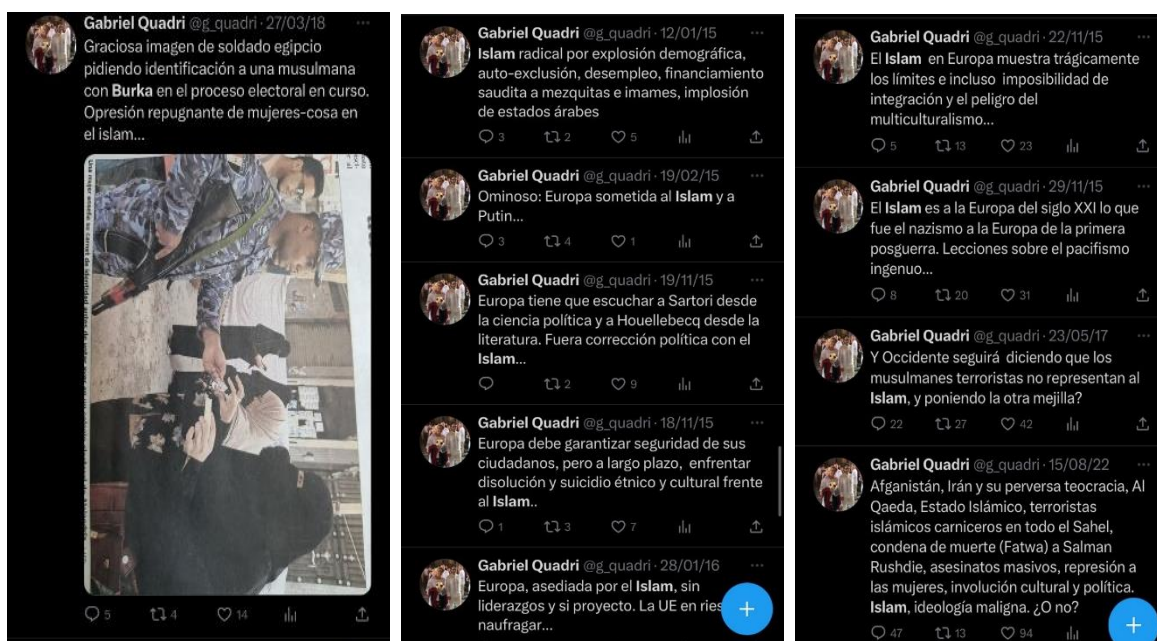 Gabriel Quadri @g_quadri · 27/03/18
Graciosa imagen de soldado egipcio
pidiendo identificación a una musulmana
con Burka en el proceso electoral en curso.
Opresión repugnante de mujeres-cosa en
el islam...
5 4 14
Gabriel Quadri @g_quadri · 12/01/15
Islam radical por explosión demográfica,
auto-exclusión, desempleo, financiamiento
saudita a mezquitas e imames, implosión
de estados árabes
3 2 5
Gabriel Quadri @g_quadri · 19/02/15
Ominoso: Europa sometida al Islam y a
Putin...
3 4 1
Gabriel Quadri @g_quadri · 19/11/15
Europa tiene que escuchar a Sartori desde
la ciencia política y a Houellebecq desde la
literatura. Fuera corrección política con el
Islam...
2 9
Gabriel Quadri @g_quadri · 18/11/15
Europa debe garantizar seguridad de sus
ciudadanos, pero a largo plazo, enfrentar
disolución y suicidio étnico y cultural frente
al Islam..
1 3 7
Gabriel Quadri @g_quadri · 28/01/16
Europa, asediada por el Islam, sin
liderazgos y si proyecto. La UE en ries
naufragar...
Gabriel Quadri @g_quadri · 22/11/15
El Islam en Europa muestra trágicamente
los límites e incluso imposibilidad de
integración y el peligro del
multiculturalismo...
5 13 23
Gabriel Quadri @g_quadri · 29/11/15
El Islam es a la Europa del siglo XXI lo que
fue el nazismo a la Europa de la primera
posguerra. Lecciones sobre el pacifismo
ingenuo...
8 20 31
Gabriel Quadri @g_quadri · 23/05/17
Y Occidente seguirá diciendo que los
musulmanes terroristas no representan al
Islam, y poniendo la otra mejilla?
22 27 42
Gabriel Quadri @g_quadri · 15/08/22
Afganistán, Irán y su perversa teocracia, Al
Qaeda, Estado Islámico, terroristas
islámicos carniceros en todo el Sahel,
condena de muerte (Fatwa) a Salman
Rushdie, asesinatos masivos, represión a
las mujeres, involución cultural y política.
Islam, ideología maligna. ¿O no?
47 13 94